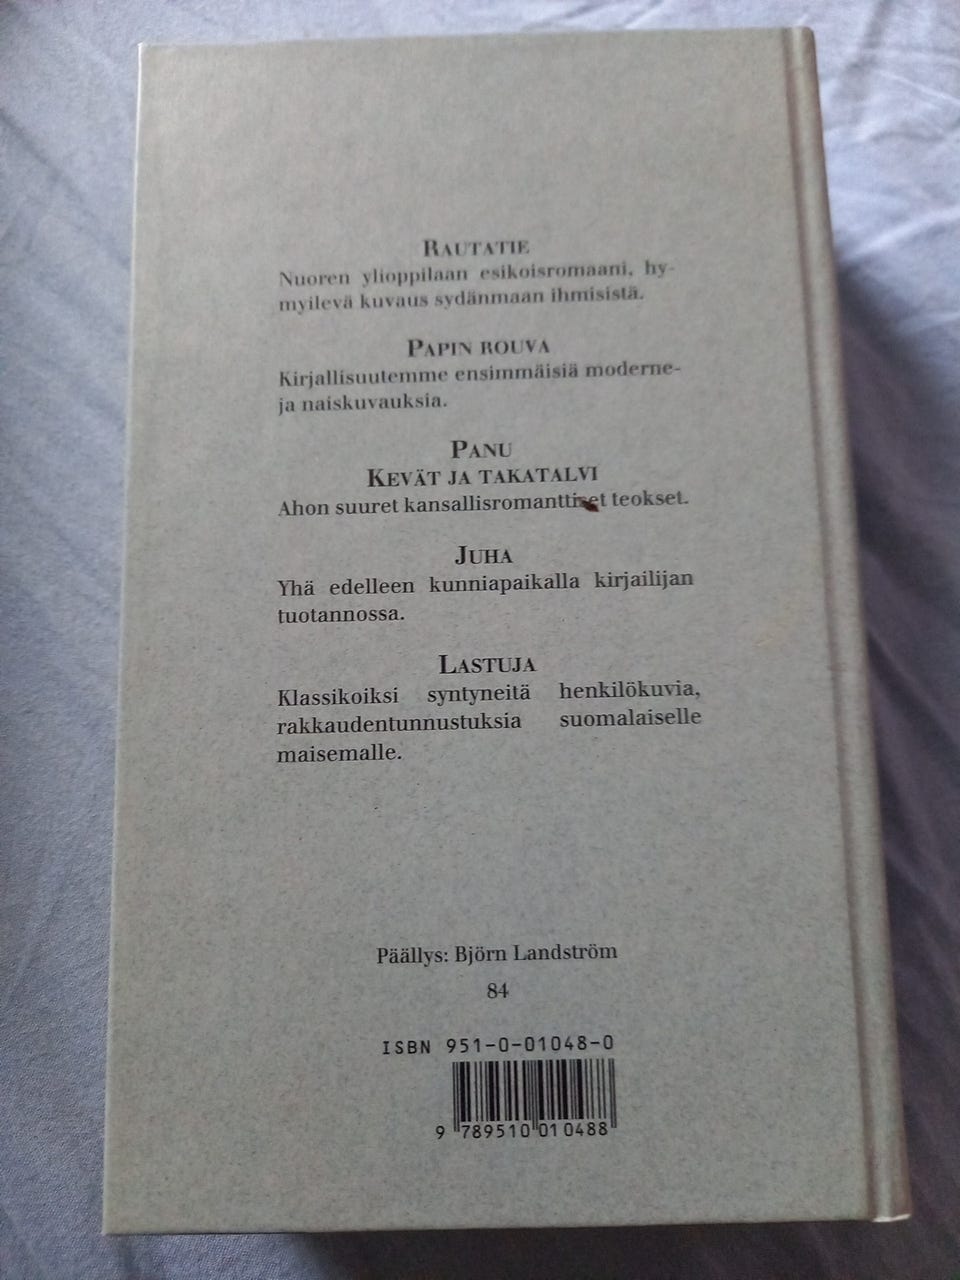 RAUTATIE
Nuoren ylioppilaan esikoisromaani, hy-
myilevä kuvaus sydänmaan ihmisistä.
PAPIN ROUVA
Kirjallisuutemme ensimmäisiä moderne-
ja naiskuvauksia.
PANU
KEVÄT JA TAKATALVI
Ahon suuret kansallisromanttiset teokset.
JUHA
Yhä edelleen kunniapaikalla kirjailijan
tuotannossa.
LASTUJA
Klassikoiksi syntyneitä henkilökuvia,
rakkaudentunnustuksia suomalaiselle
maisemalle.
Päällys: Björn Landström
84
ISBN 951-0-01048-0
9 789510 010488